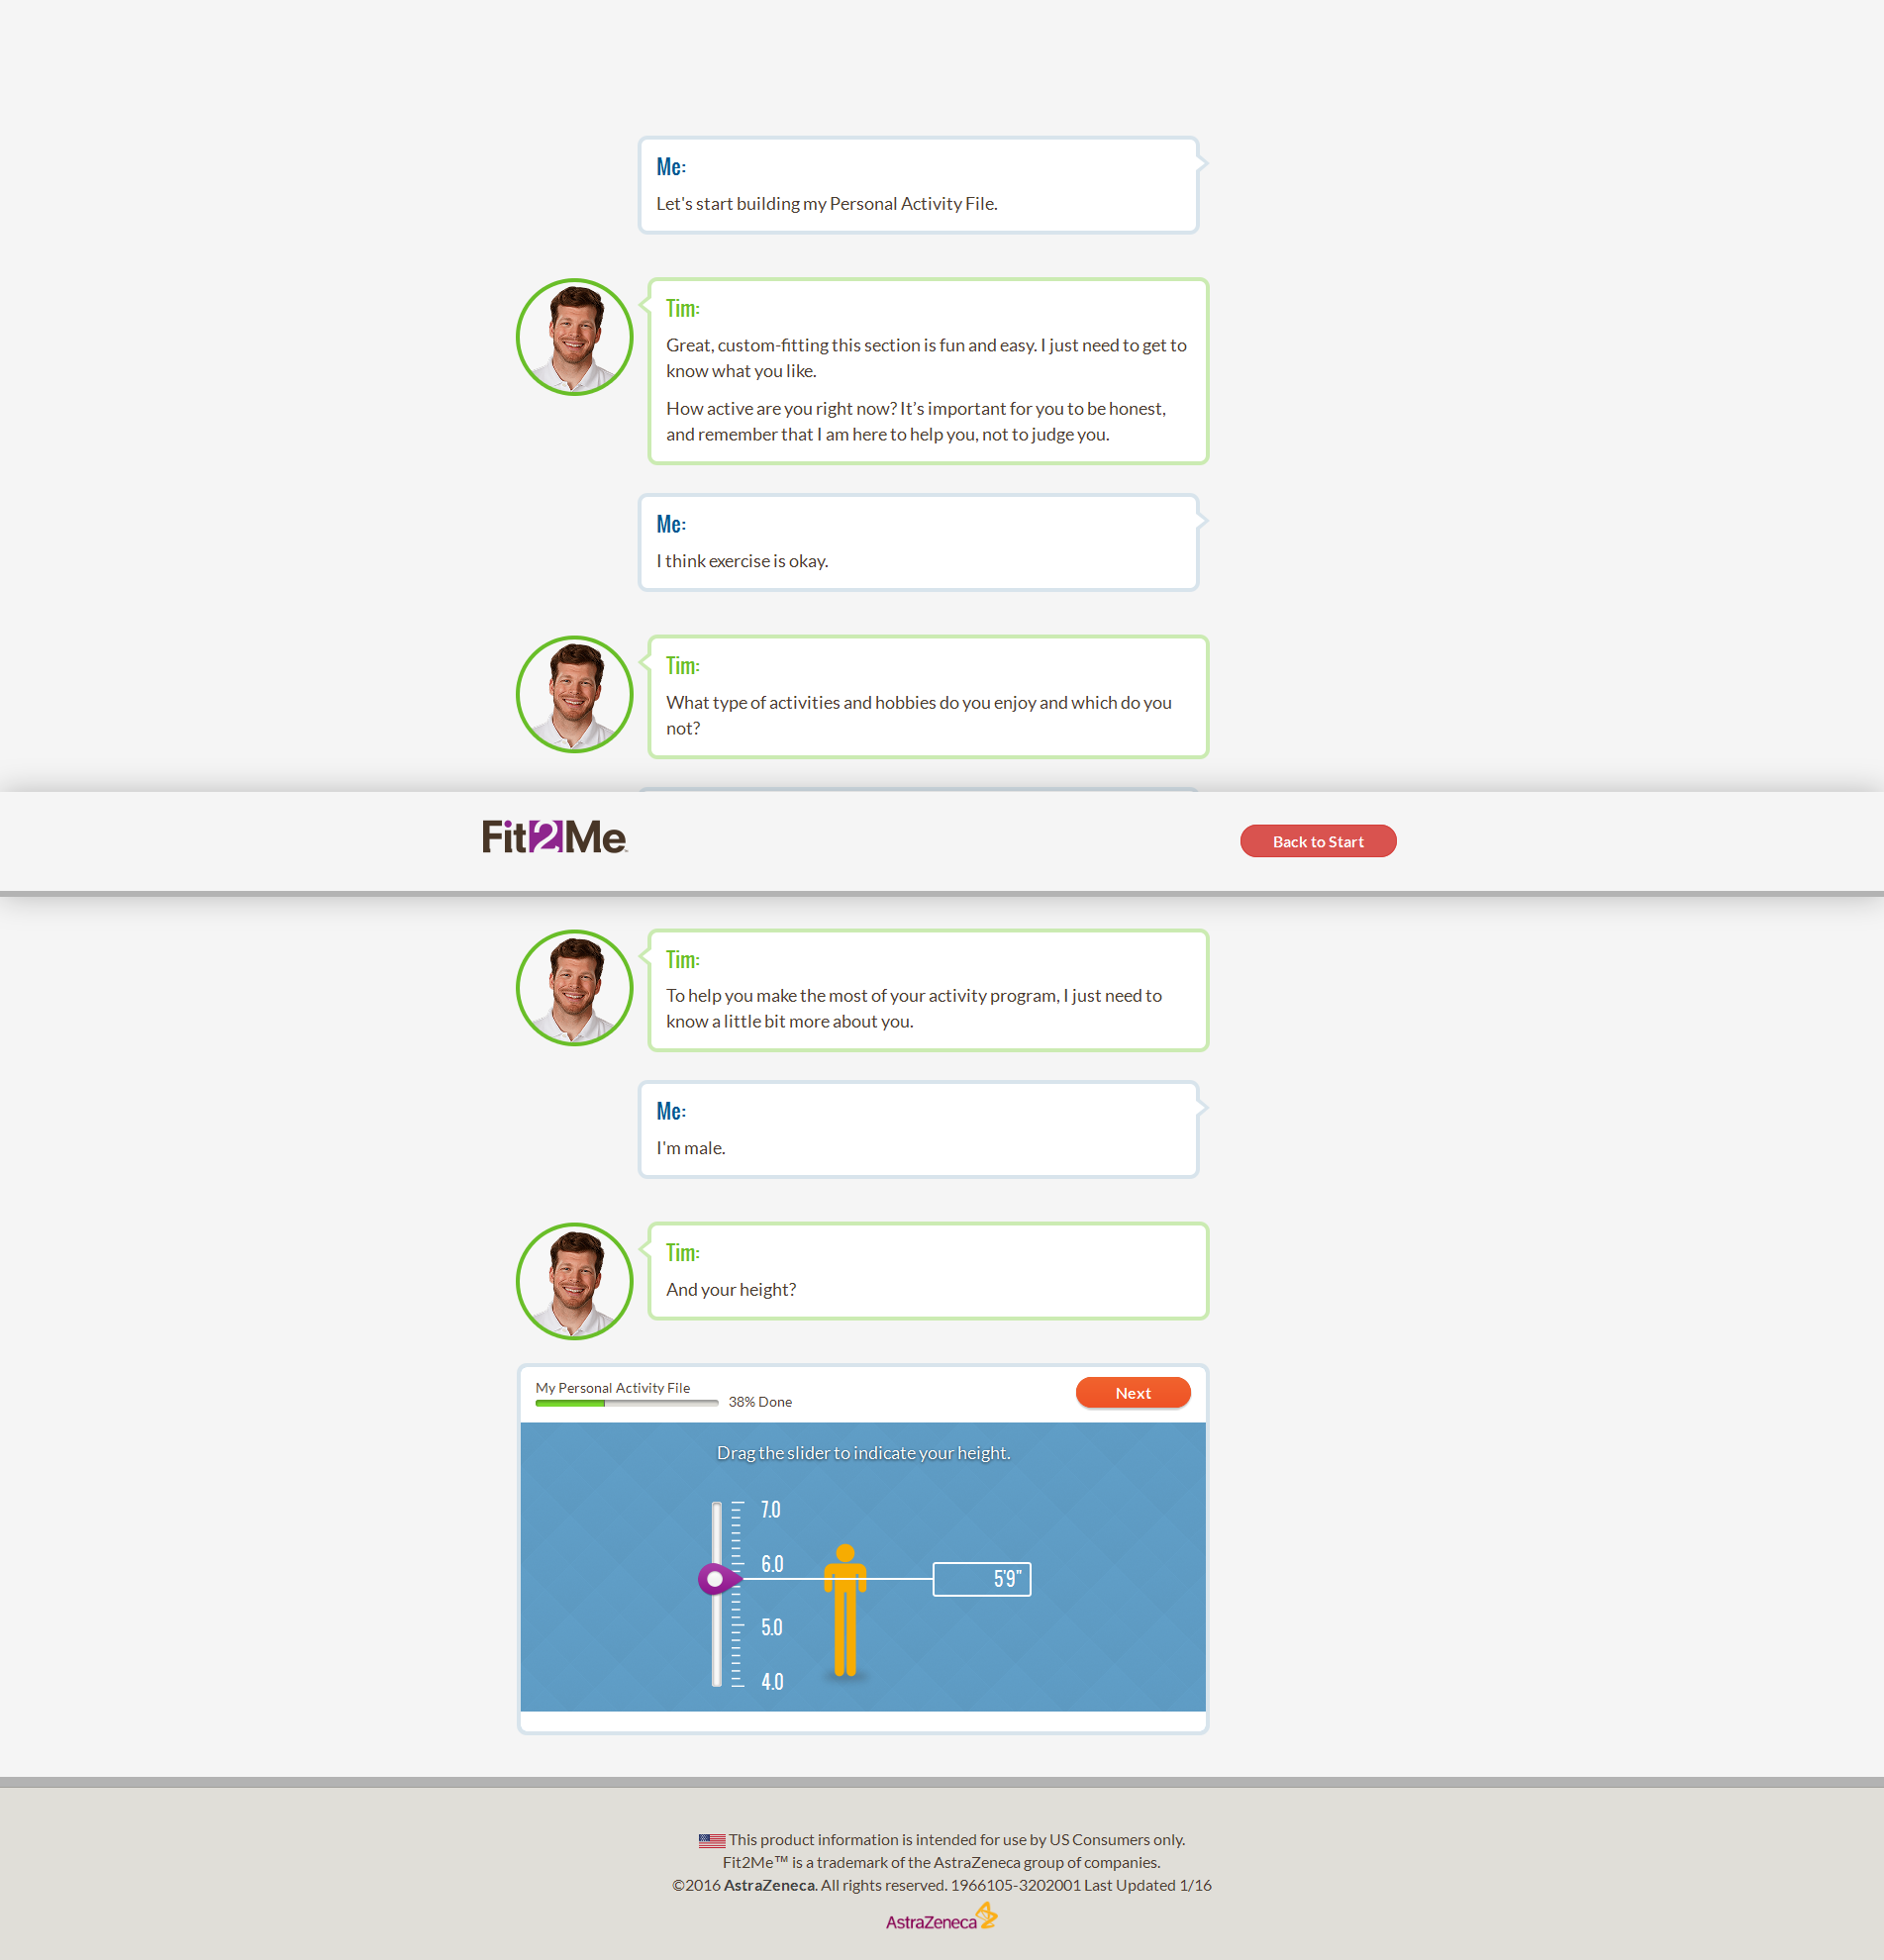 Me:
Let's start building my Personal Activity File.
Tim:
Great, custom-fitting this section is fun and easy. I just need to get to
know what you like.
How active are you right now? It’s important for you to be honest,
and remember that I am here to help you, not to judge you.
Me:
I think exercise is okay.
Tim:
What type of activities and hobbies do you enjoy and which do you
not?
Fit2Me
Back to Start
Tim:
To help you make the most of your activity program, I just need to
know a little bit more about you.
Me:
I'm male.
Tim:
And your height?
My Personal Activity File
38% Done
Next
Drag the slider to indicate your height.
7.0
6.0
5'9"
5.0
4.0
This product information is intended for use by US Consumers only.
Fit2Me™ is a trademark of the AstraZeneca group of companies.
©2016 AstraZeneca. All rights reserved. 1966105-3202001 Last Updated 1/16
AstraZeneca